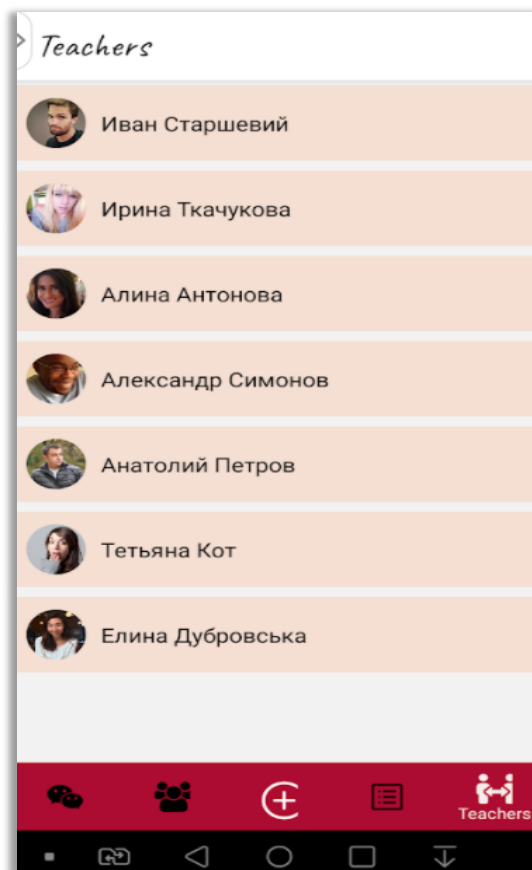 Teachers
Иван Старшевий
Ирина Ткачукова
Алина Антонова
Александр Симонов
Анатолий Петров
Тетьяна Кот
Елина Дубровська
Teachers